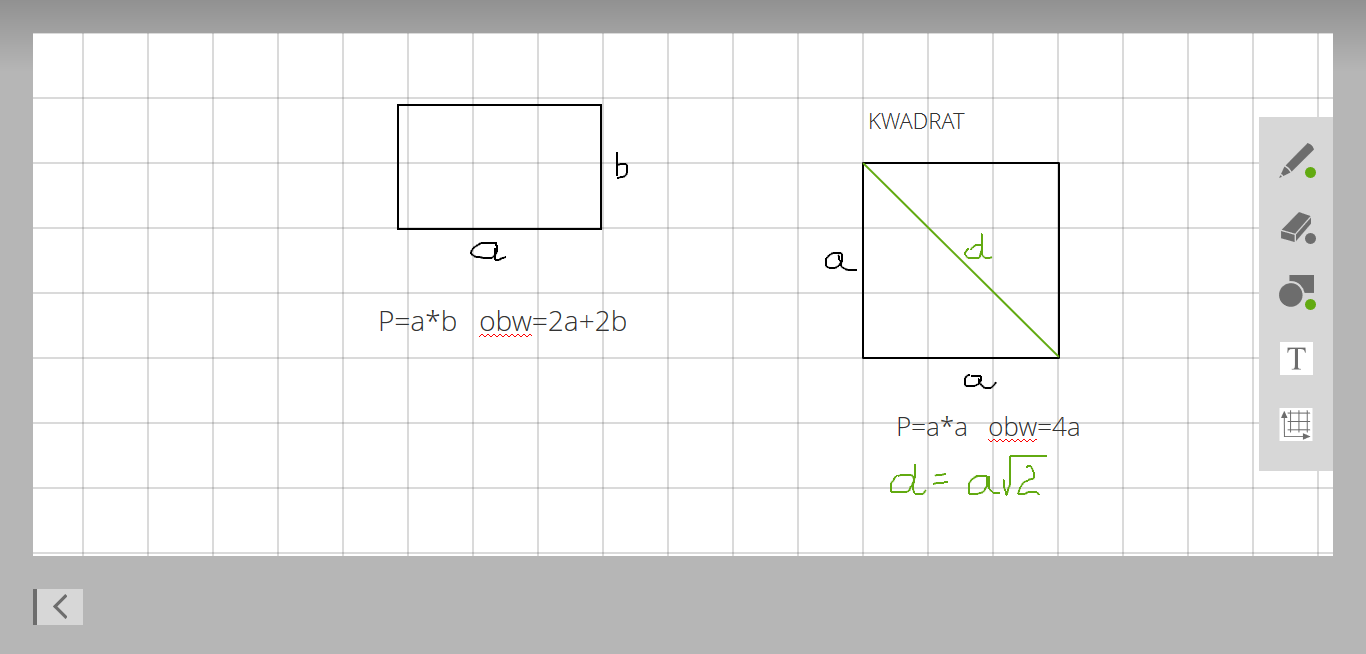 b
a
P=a*b obw=2a+2b
KWADRAT
d
a
a
P=a*a obw=4a
d = a√2
T